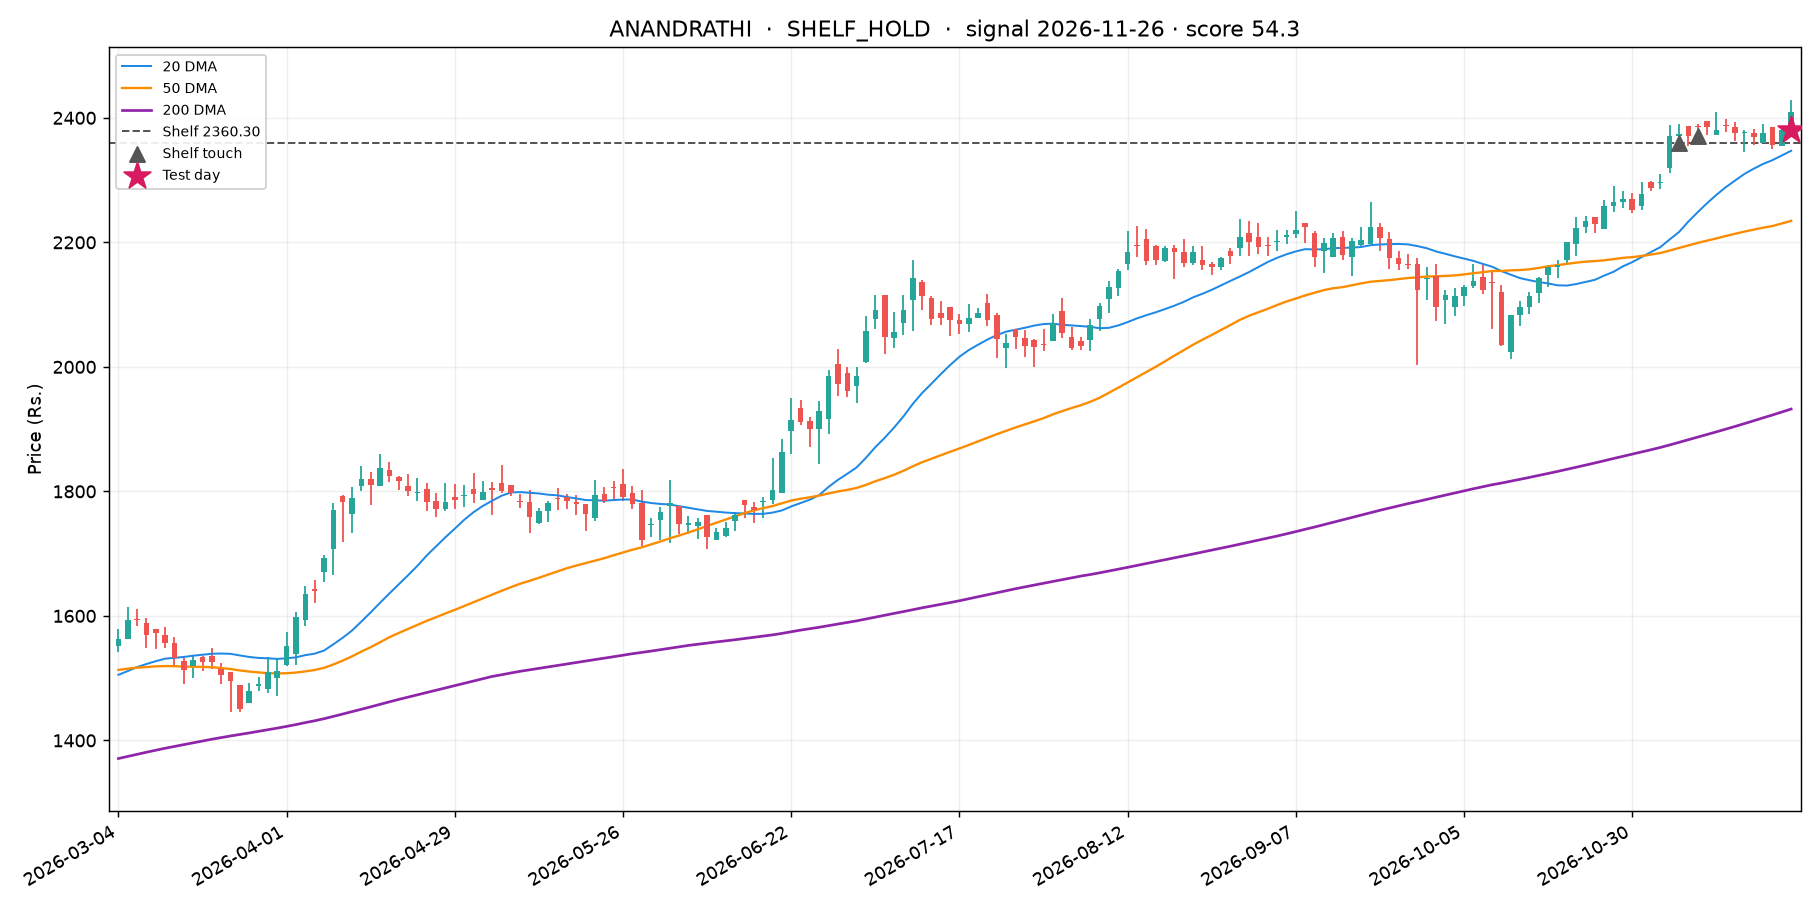 ANANDRATHI · SHELF_HOLD · signal 2026-11-26 · score 54.3
20 DMA
50 DMA
200 DMA
Shelf 2360.30
Shelf touch
Test day
Price (Rs.)
2400
2200
2000
1800
1600
1400
2026-03-04
2026-04-01
2026-04-29
2026-05-26
2026-06-22
2026-07-17
2026-08-12
2026-09-07
2026-10-05
2026-10-30